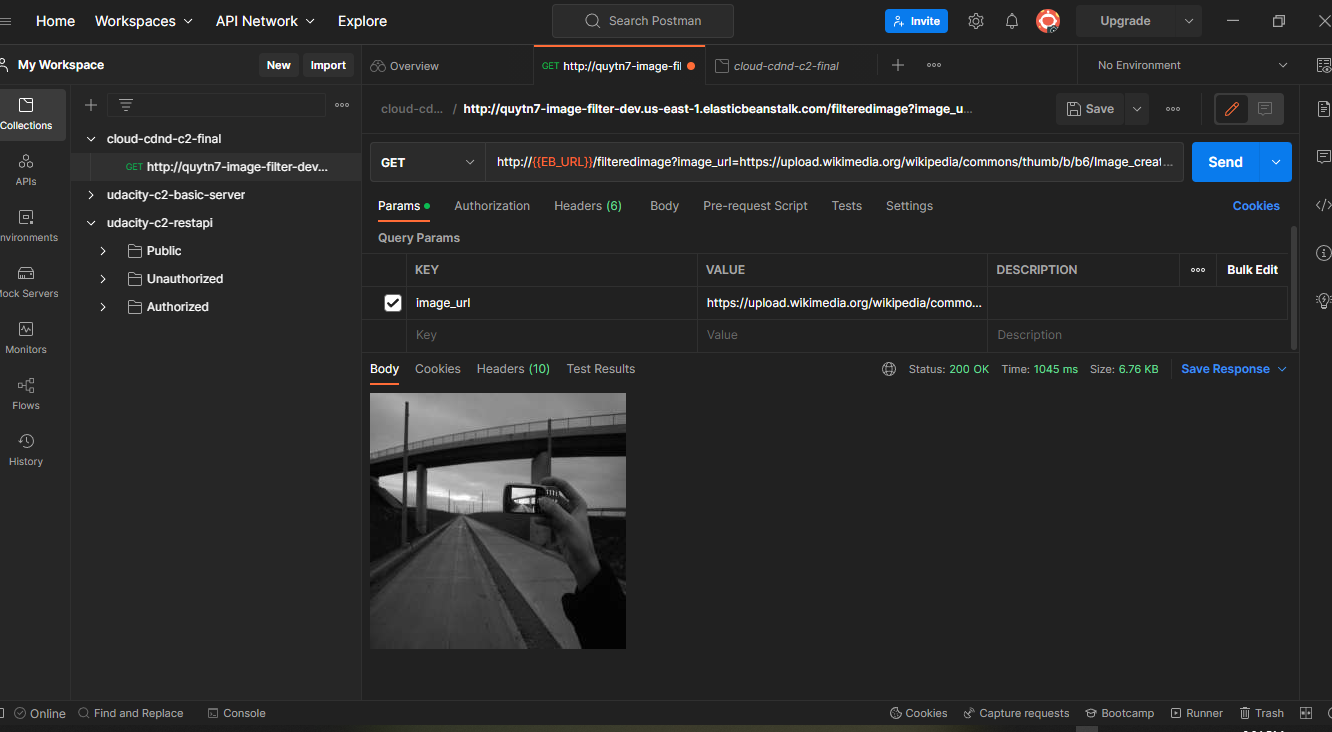 Home Workspaces API Network Explore Search Postman Invite Upgrade
My Workspace New Import Overview GET http://quytn7-image-fil cloud-cdnd-c2-final No Environment
Collections
APIs
nvironments
Mock Servers
Monitors
Flows
History
cloud-cdnd-c2-final
GET http://quytn7-image-filter-dev...
udacity-c2-basic-server
udacity-c2-restapi
Public
Unauthorized
Authorized
cloud-cd... / http://quytn7-image-filter-dev.us-east-1.elasticbeanstalk.com/filteredimage?image_u... Save
GET http://{{EB_URL}}/filteredimage?image_url=https://upload.wikimedia.org/wikipedia/commons/thumb/b/b6/Image_creat... Send
Params Authorization Headers (6) Body Pre-request Script Tests Settings Cookies
Query Params
KEY VALUE DESCRIPTION Bulk Edit
image_url https://upload.wikimedia.org/wikipedia/commo...
Key Value Description
Body Cookies Headers (10) Test Results Status: 200 OK Time: 1045 ms Size: 6.76 KB Save Response
Online Find and Replace Console Cookies Capture requests Bootcamp Runner Trash